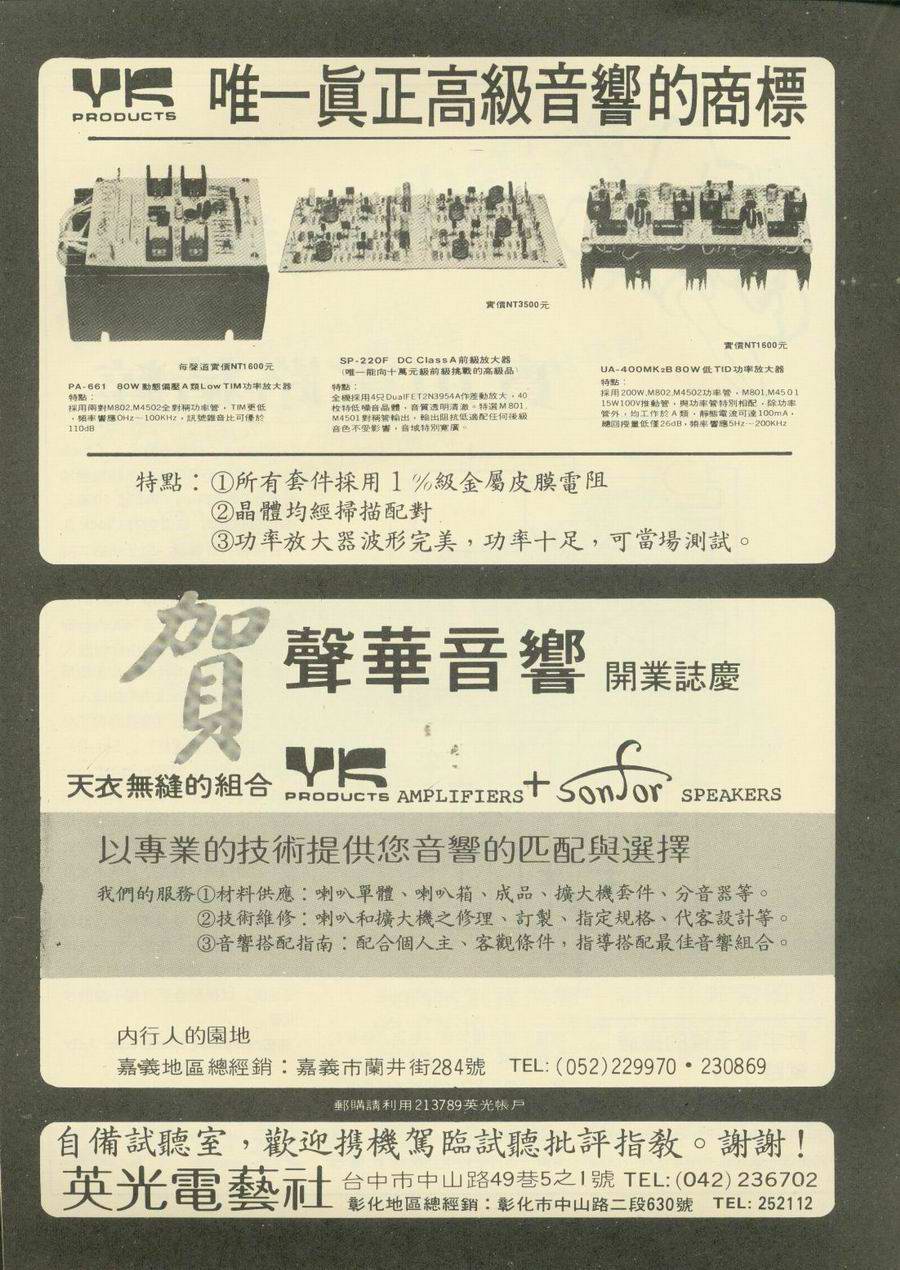 YK PRODUCTS
唯一眞正高級音響的商標
每聲道實價NT1600元
PA-661 80W動態偏壓A類Low TIM功率放大器
特點：
採用兩對M802.M4502全對稱功率管，TIM更低
，頻率響應0Hz～100KHz，訊號雜音比可優於
110dB
實價NT3500元
SP-220F DC ClassA前級放大器
（唯一能向十萬元級前級挑戰的高級品）
特點：
全機採用4只DualFET2N3954A作差動放大，40
枚特低噪音晶體，音質透明清澈。特選M801.
M4501對稱管輸出，輸出阻抗低適配任何後級
音色不受影響，音域特別寬廣。
實價NT1600元
UA-400MK2B 80W低TID功率放大器
特點：
採用200W.M802.M4502功率管，M801.M4501
15W100V推動管，與功率管特別相配，除功率
管外，均工作於A類，靜態電流可達100mA，
總回授量低僅26dB，頻率響應5Hz～200KHz
特點：①所有套件採用1%級金屬皮膜電阻
②晶體均經掃描配對
③功率放大器波形完美，功率十足，可當場測試。
賀
聲華音響 開業誌慶
天衣無縫的組合 YK PRODUCTS AMPLIFIERS + Sonfor SPEAKERS
以專業的技術提供您音響的匹配與選擇
我們的服務①材料供應：喇叭單體、喇叭箱、成品、擴大機套件、分音器等。
②技術維修：喇叭和擴大機之修理、訂製、指定規格、代客設計等。
③音響搭配指南：配合個人主、客觀條件，指導搭配最佳音響組合。
內行人的園地
嘉義地區總經銷：嘉義市蘭井街284號 TEL:(052)229970•230869
郵購請利用213789英光帳戶
自備試聽室，歡迎携機駕臨試聽批評指教。謝謝！
英光電藝社
台中市中山路49巷5之1號 TEL:(042)236702
彰化地區總經銷：彰化市中山路二段630號 TEL: 252112